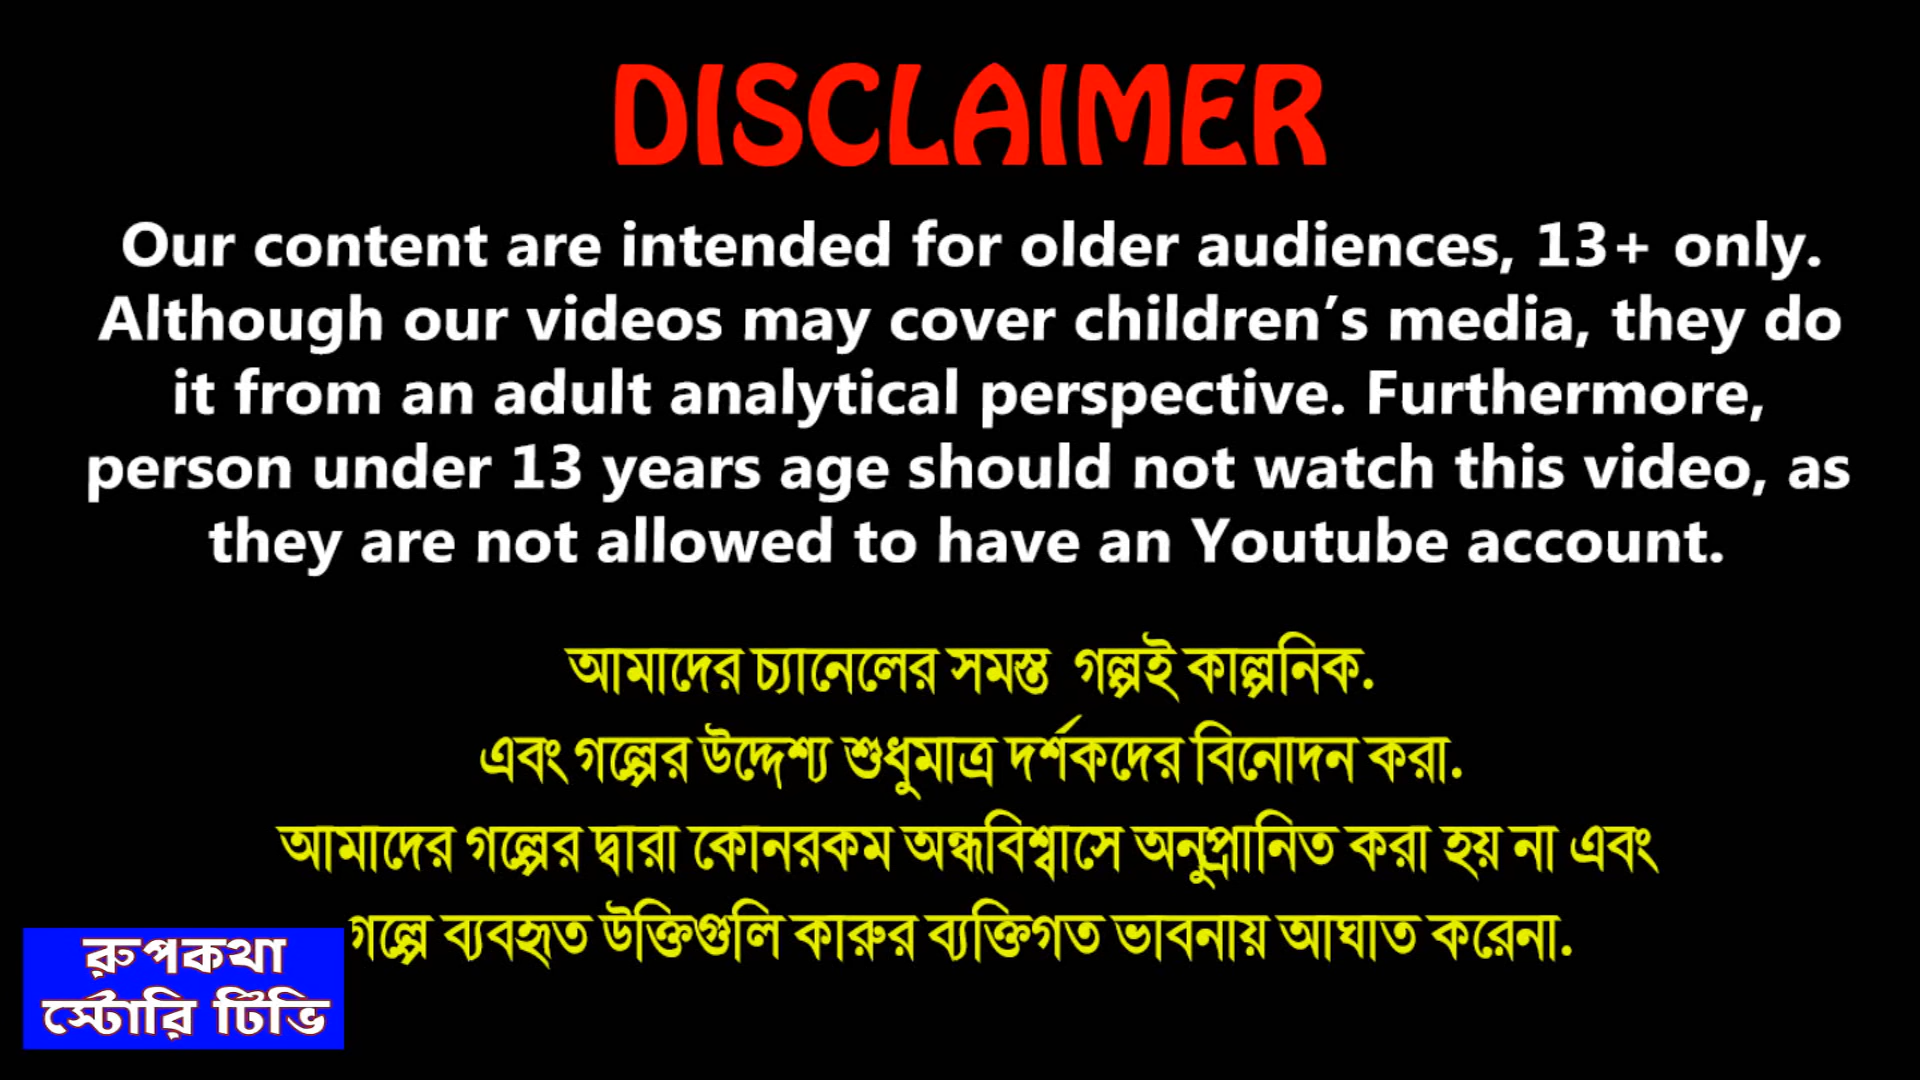 DISCLAIMER
Our content are intended for older audiences, 13+ only.
Although our videos may cover children’s media, they do
it from an adult analytical perspective. Furthermore,
person under 13 years age should not watch this video, as
they are not allowed to have an Youtube account.
আমাদের চ্যানেলের সমস্ত গল্পই কাল্পনিক.
এবং গল্পের উদ্দেশ্য শুধুমাত্র দর্শকদের বিনোদন করা.
আমাদের গল্পের দ্বারা কোনরকম অন্ধবিশ্বাসে অনুপ্রানিত করা হয় না এবং
গল্পে ব্যবহৃত উক্তিগুলি কারুর ব্যক্তিগত ভাবনায় আঘাত করেনা.
রুপকথা
স্টোরি টিভি